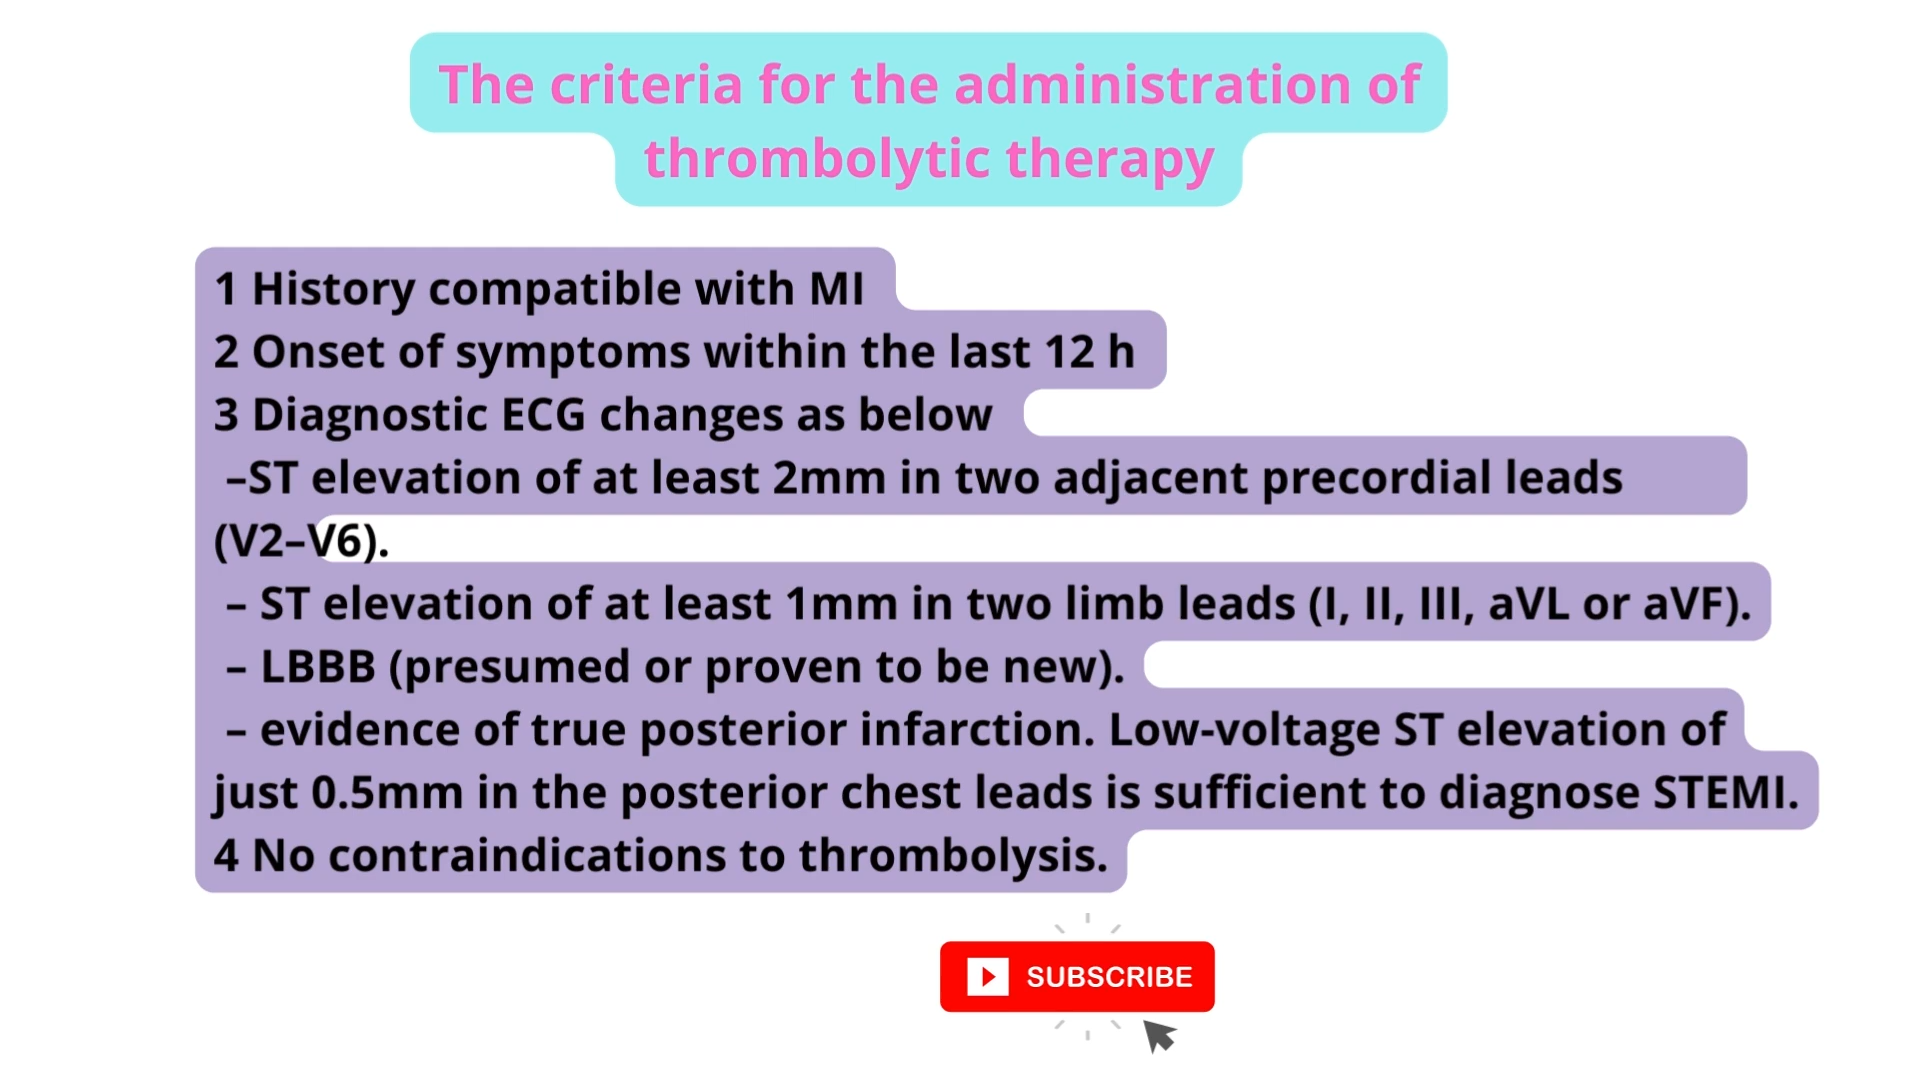 The criteria for the administration of
thrombolytic therapy
1 History compatible with MI
2 Onset of symptoms within the last 12 h
3 Diagnostic ECG changes as below
–ST elevation of at least 2mm in two adjacent precordial leads
(V2–V6).
– ST elevation of at least 1mm in two limb leads (I, II, III, aVL or aVF).
– LBBB (presumed or proven to be new).
– evidence of true posterior infarction. Low-voltage ST elevation of
just 0.5mm in the posterior chest leads is sufficient to diagnose STEMI.
4 No contraindications to thrombolysis.
SUBSCRIBE